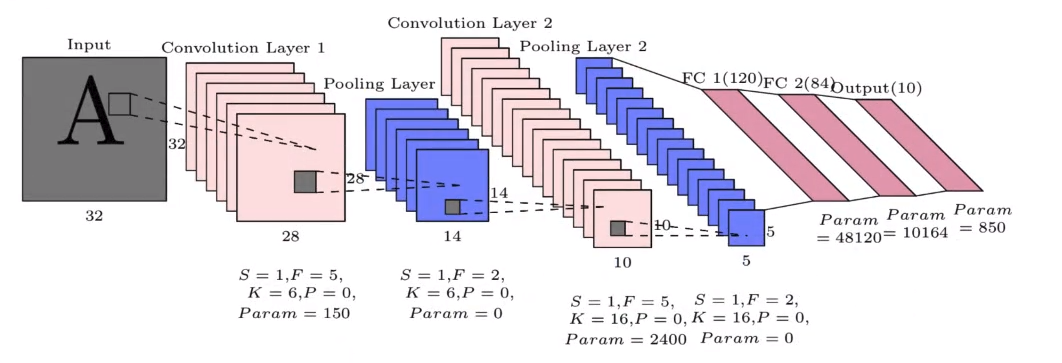 Convolution Layer 2
Input
Convolution Layer 1
Pooling Layer 2
Pooling Layer
FC 1(120)
FC 2(84)
Output(10)
A
32
28
14
10
5
32
28
14
10
5
Param
= 48120
Param
= 10164
Param
= 850
S = 1,F = 5,
K = 6,P = 0,
Param = 150
S = 1,F = 2,
K = 6,P = 0,
Param = 0
S = 1,F = 5,
K = 16,P = 0,
Param = 2400
S = 1,F = 2,
K = 16,P = 0,
Param = 0